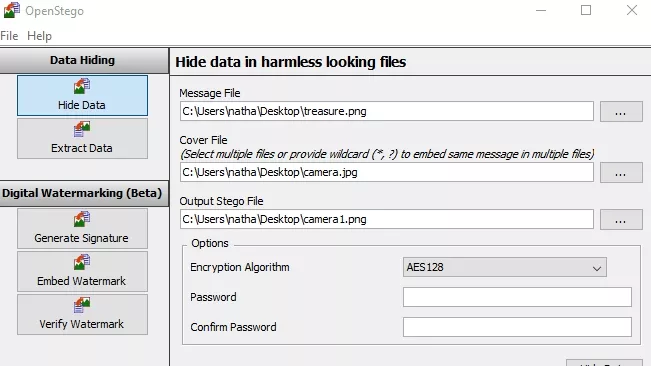 OpenStego
File Help
Data Hiding
Hide Data
Extract Data
Digital Watermarking (Beta)
Generate Signature
Embed Watermark
Verify Watermark
Hide data in harmless looking files
Message File
C:\Users\natha\Desktop\treasure.png
...
Cover File
(Select multiple files or provide wildcard (*, ?) to embed same message in multiple files)
C:\Users\natha\Desktop\camera.jpg
...
Output Stego File
C:\Users\natha\Desktop\camera1.png
...
Options
Encryption Algorithm
AES128
Password
Confirm Password